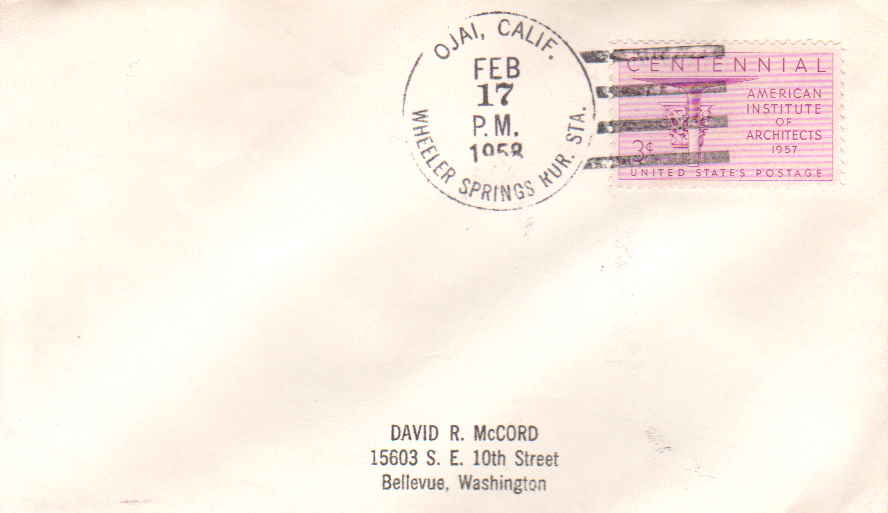 OJAI, CALIF.
FEB
17
P.M.
1958
WHEELER SPRINGS RUR. STA.
CENTENNIAL
AMERICAN
INSTITUTE
OF
ARCHITECTS
1957
3¢
UNITED STATES POSTAGE
DAVID R. McCORD
15603 S. E. 10th Street
Bellevue, Washington